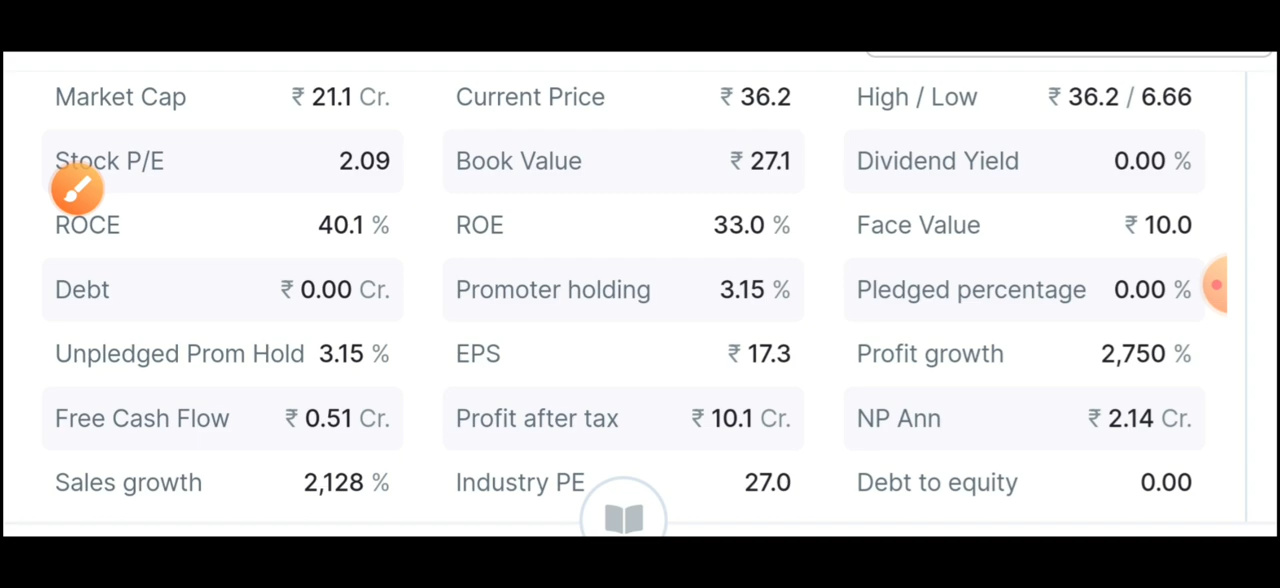 Market Cap ₹ 21.1 Cr. Current Price ₹ 36.2 High / Low ₹ 36.2 / 6.66
Stock P/E 2.09 Book Value ₹ 27.1 Dividend Yield 0.00 %
ROCE 40.1 % ROE 33.0 % Face Value ₹ 10.0
Debt ₹ 0.00 Cr. Promoter holding 3.15 % Pledged percentage 0.00 %
Unpledged Prom Hold 3.15 % EPS ₹ 17.3 Profit growth 2,750 %
Free Cash Flow ₹ 0.51 Cr. Profit after tax ₹ 10.1 Cr. NP Ann ₹ 2.14 Cr.
Sales growth 2,128 % Industry PE 27.0 Debt to equity 0.00